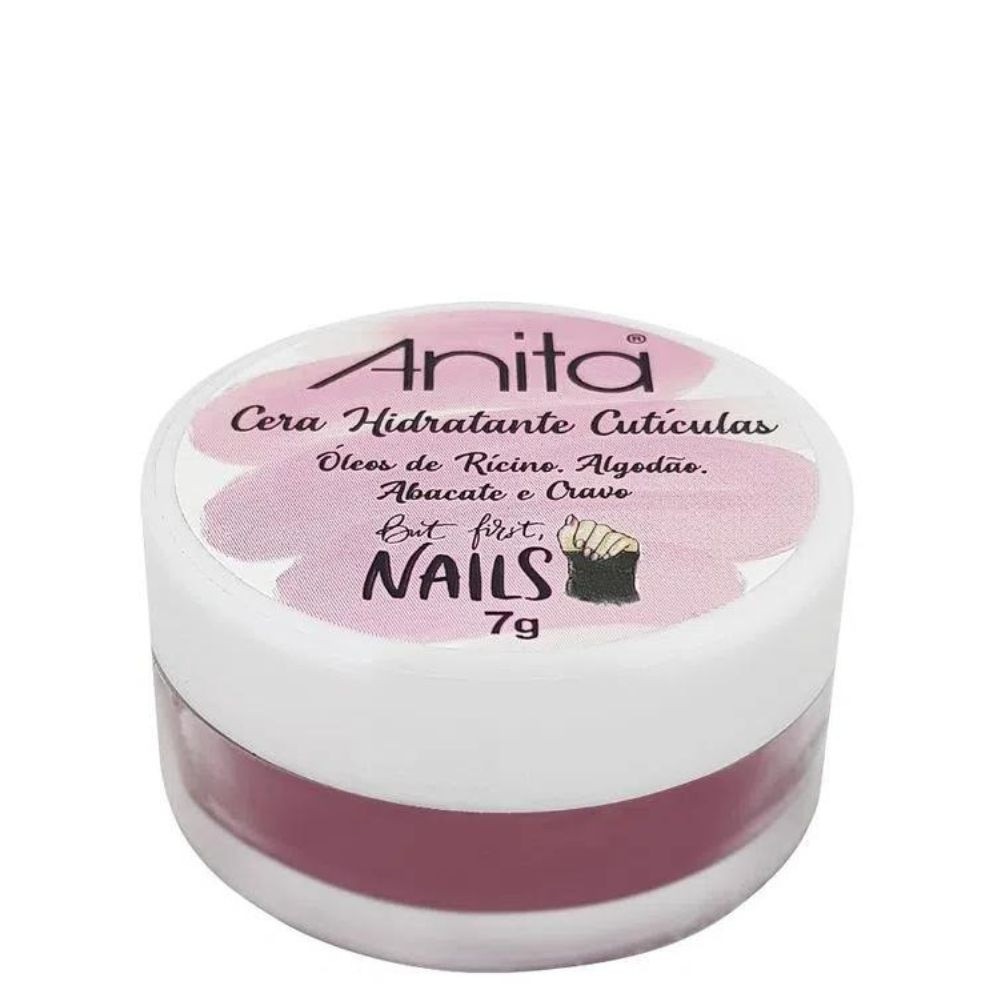 Anita®
Cera Hidratante Cutículas
Óleos de Rícino. Algodão.
Abacate e Cravo
But first,
NAILS
7g